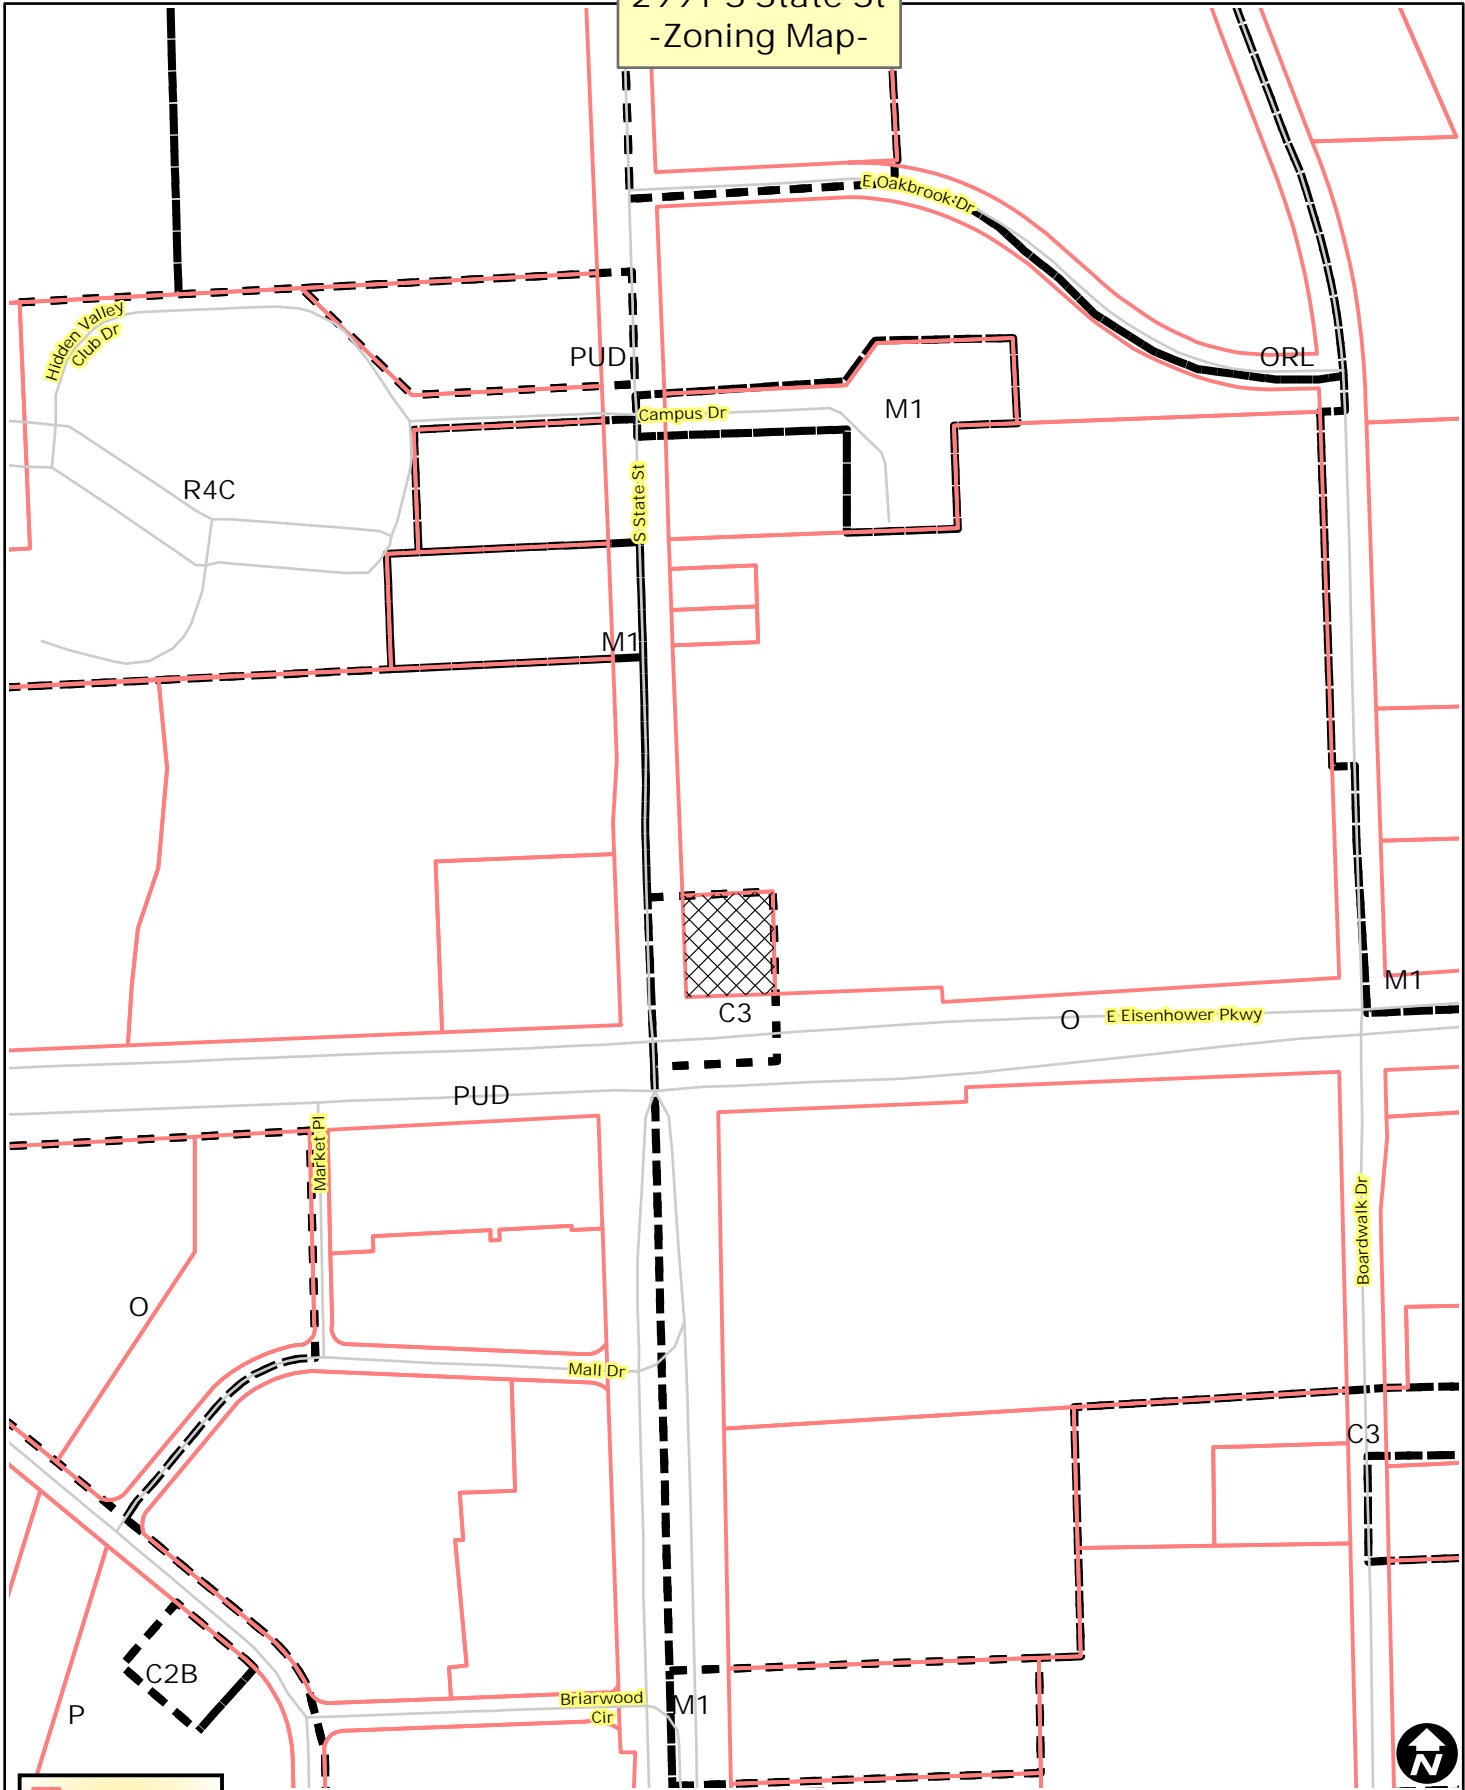 -Zoning Map-
E Oakbrook Dr
Hidden Valley
Club Dr
PUD
ORL
Campus Dr
M1
S State St
R4C
M1
M1
C3
O
E Eisenhower Pkwy
PUD
Market Pl
Boardwalk Dr
O
Mall Dr
C3
C2B
Briarwood
Cir
M1
P
N